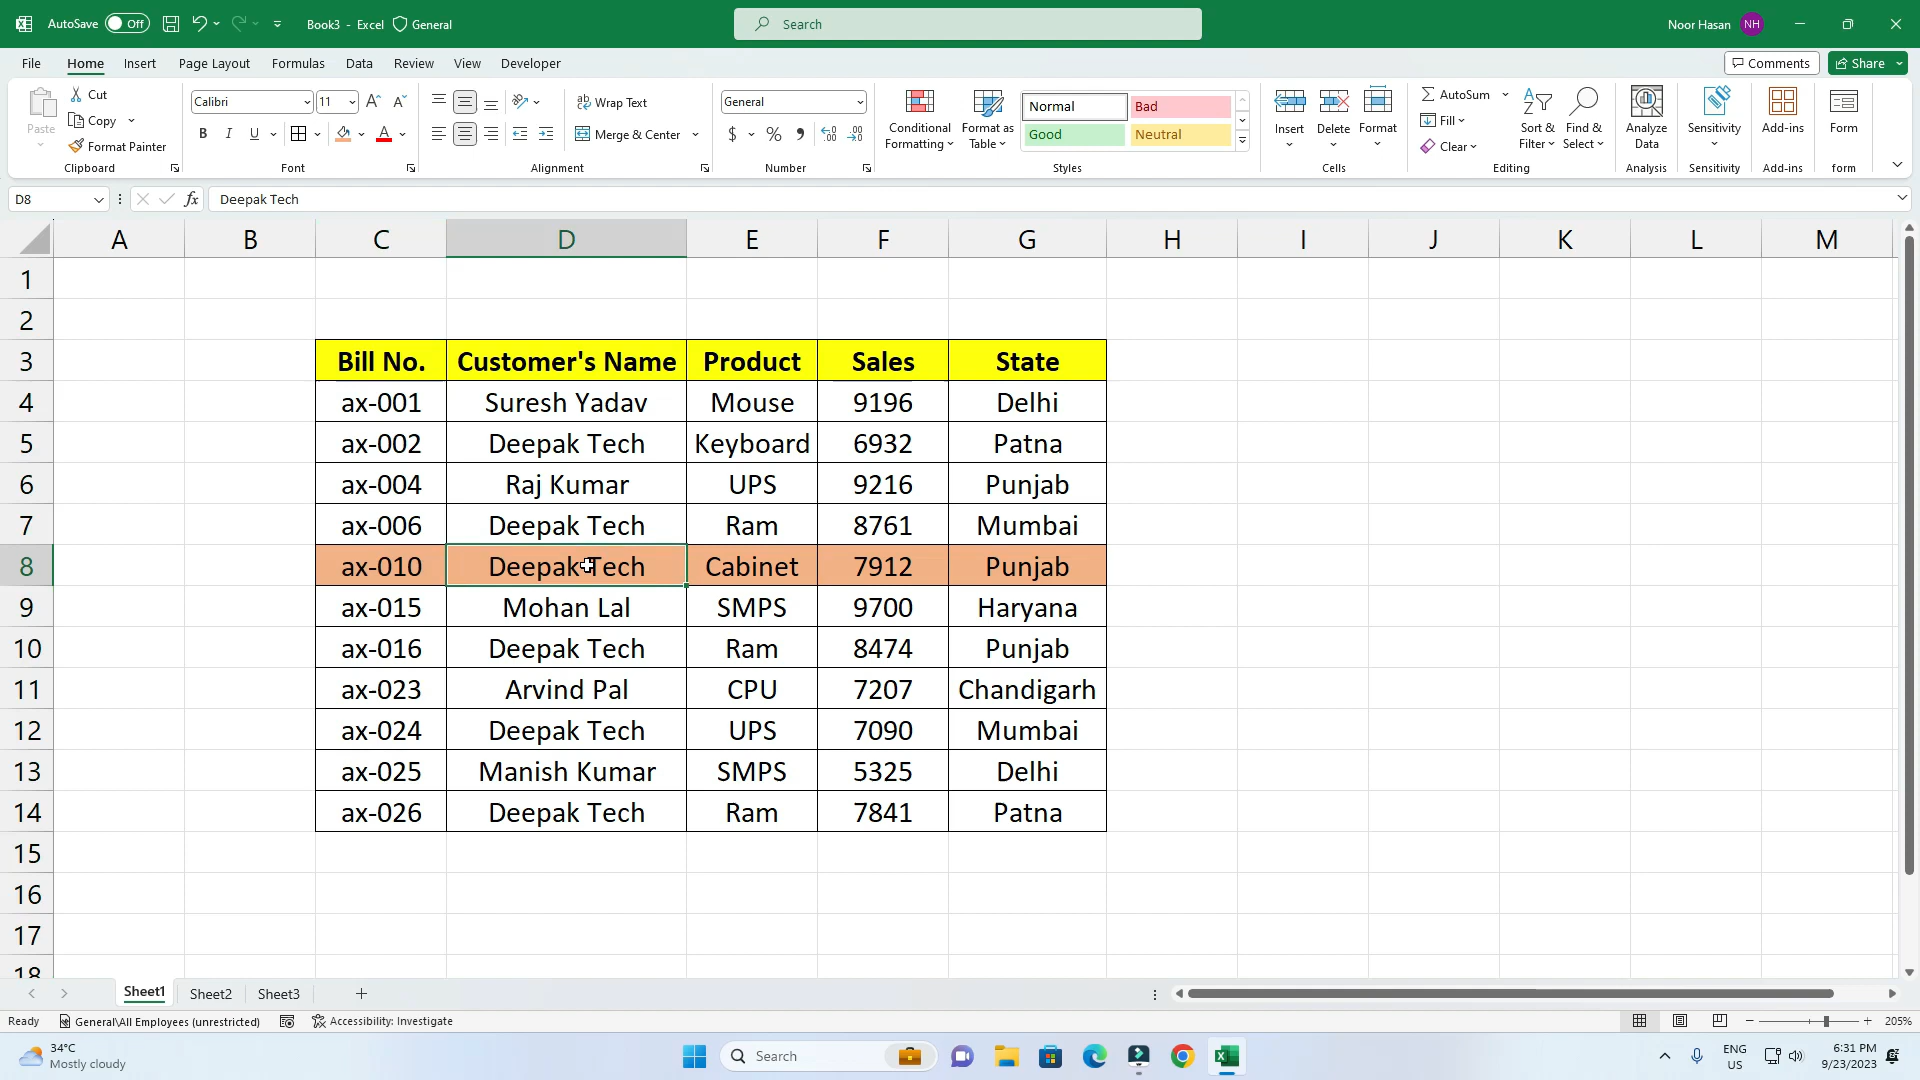 AutoSave Off Book3 - Excel General Search Noor Hasan NH
File Home Insert Page Layout Formulas Data Review View Developer Comments Share
Paste Cut Copy Format Painter Clipboard
Calibri 11 B I U A Font
Wrap Text Merge & Center Alignment
General $ % Number
Conditional Formatting Format as Table Normal Bad Good Neutral Styles
Insert Delete Format Cells
AutoSum Fill Clear Sort & Filter Find & Select Editing
Analyze Data Analysis
Sensitivity Sensitivity
Add-ins Add-ins
Form form
D8 fx Deepak Tech
A B C D E F G H I J K L M
1
2
3 Bill No. Customer's Name Product Sales State
4 ax-001 Suresh Yadav Mouse 9196 Delhi
5 ax-002 Deepak Tech Keyboard 6932 Patna
6 ax-004 Raj Kumar UPS 9216 Punjab
7 ax-006 Deepak Tech Ram 8761 Mumbai
8 ax-010 Deepak Tech Cabinet 7912 Punjab
9 ax-015 Mohan Lal SMPS 9700 Haryana
10 ax-016 Deepak Tech Ram 8474 Punjab
11 ax-023 Arvind Pal CPU 7207 Chandigarh
12 ax-024 Deepak Tech UPS 7090 Mumbai
13 ax-025 Manish Kumar SMPS 5325 Delhi
14 ax-026 Deepak Tech Ram 7841 Patna
15
16
17
18
Sheet1 Sheet2 Sheet3
Ready General\All Employees (unrestricted) Accessibility: Investigate 205%
34°C
Mostly cloudy
Search
ENG
US
6:31 PM
9/23/2023